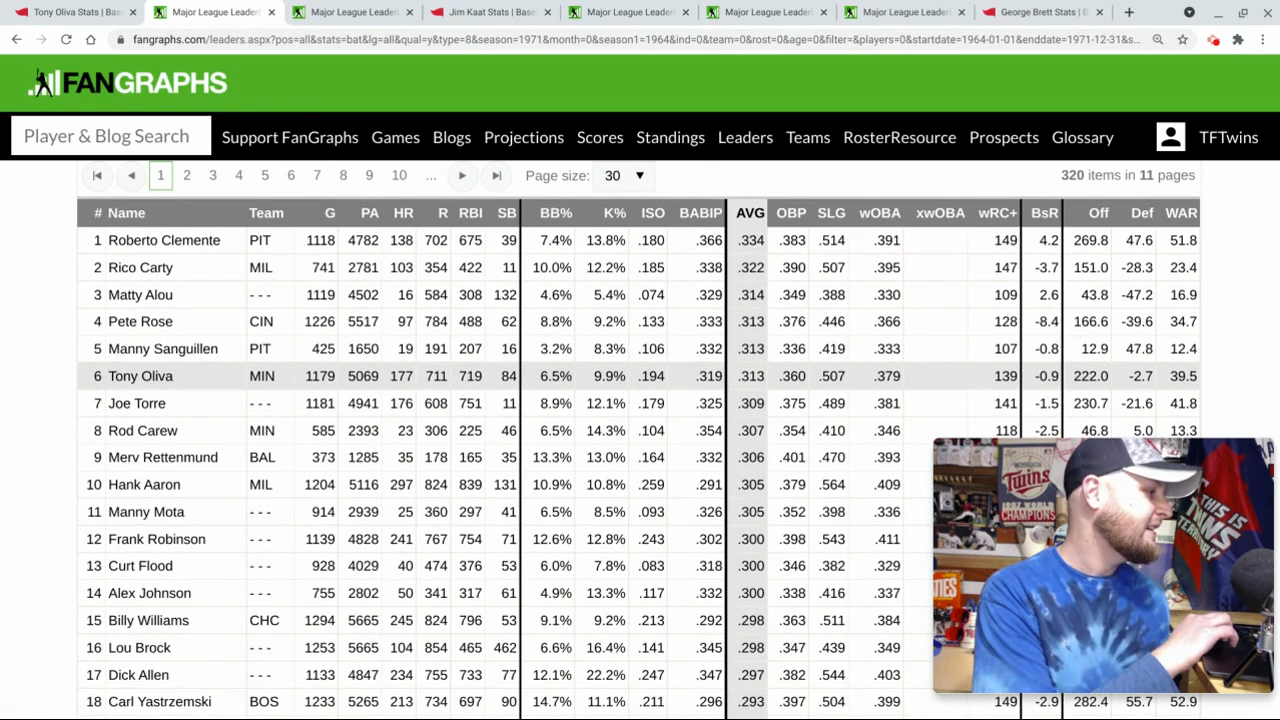 Tony Oliva Stats | Base
Major League Leaderb
Major League Leaderb
Jim Kaat Stats | Baseb
Major League Leaderb
Major League Leaderb
Major League Leaderb
George Brett Stats | B
fangraphs.com/leaders.aspx?pos=all&stats=bat&lg=all&qual=y&type=8&season=1971&month=0&season1=1964&ind=0&team=0&rost=0&age=0&filter=&players=0&startdate=1964-01-01&enddate=1971-12-31&s...
FANGRAPHS
Player & Blog Search Support FanGraphs Games Blogs Projections Scores Standings Leaders Teams RosterResource Prospects Glossary TFTwins
1 2 3 4 5 6 7 8 9 10 ... Page size: 30 320 items in 11 pages
# Name Team G PA HR R RBI SB BB% K% ISO BABIP AVG OBP SLG wOBA xwOBA wRC+ BsR Off Def WAR
1 Roberto Clemente PIT 1118 4782 138 702 675 39 7.4% 13.8% .180 .366 .334 .383 .514 .391 149 4.2 269.8 47.6 51.8
2 Rico Carty MIL 741 2781 103 354 422 11 10.0% 12.2% .185 .338 .322 .390 .507 .395 147 -3.7 151.0 -28.3 23.4
3 Matty Alou - - - 1119 4502 16 584 308 132 4.6% 5.4% .074 .329 .314 .349 .388 .330 109 2.6 43.8 -47.2 16.9
4 Pete Rose CIN 1226 5517 97 784 488 62 8.8% 9.2% .133 .333 .313 .376 .446 .366 128 -8.4 166.6 -39.6 34.7
5 Manny Sanguillen PIT 425 1650 19 191 207 16 3.2% 8.3% .106 .332 .313 .336 .419 .333 107 -0.8 12.9 47.8 12.4
6 Tony Oliva MIN 1179 5069 177 711 719 84 6.5% 9.9% .194 .319 .313 .360 .507 .379 139 -0.9 222.0 -2.7 39.5
7 Joe Torre - - - 1181 4941 176 608 751 11 8.9% 12.1% .179 .325 .309 .375 .489 .381 141 -1.5 230.7 -21.6 41.8
8 Rod Carew MIN 585 2393 23 306 225 46 6.5% 14.3% .104 .354 .307 .354 .410 .346 118 -2.5 46.8 5.0 13.3
9 Merv Rettenmund BAL 373 1285 35 178 165 35 13.3% 13.0% .164 .332 .306 .401 .470 .393
10 Hank Aaron MIL 1204 5116 297 824 839 131 10.9% 10.8% .259 .291 .305 .379 .564 .409
11 Manny Mota - - - 914 2939 25 360 297 41 6.5% 8.5% .093 .326 .305 .352 .398 .336
12 Frank Robinson - - - 1139 4828 241 767 754 71 12.6% 12.8% .243 .302 .300 .398 .543 .411
13 Curt Flood - - - 928 4029 40 474 376 53 6.0% 7.8% .083 .318 .300 .346 .382 .329
14 Alex Johnson - - - 755 2802 50 341 317 61 4.9% 13.3% .117 .332 .300 .338 .416 .337
15 Billy Williams CHC 1294 5665 245 824 796 53 9.1% 9.2% .213 .292 .298 .363 .511 .384
16 Lou Brock - - - 1253 5665 104 854 465 462 6.6% 16.4% .141 .345 .298 .347 .439 .349
17 Dick Allen - - - 1133 4847 234 755 733 77 12.1% 22.2% .247 .347 .297 .382 .544 .403
18 Carl Yastrzemski BOS 1233 5265 213 734 697 90 14.7% 11.1% .211 .296 .293 .397 .504 .399 -2.9 282.4 55.7 52.9
Twins
1987 WORLD
CHAMPIONS
THIS IS
TWINS
TERRITORY